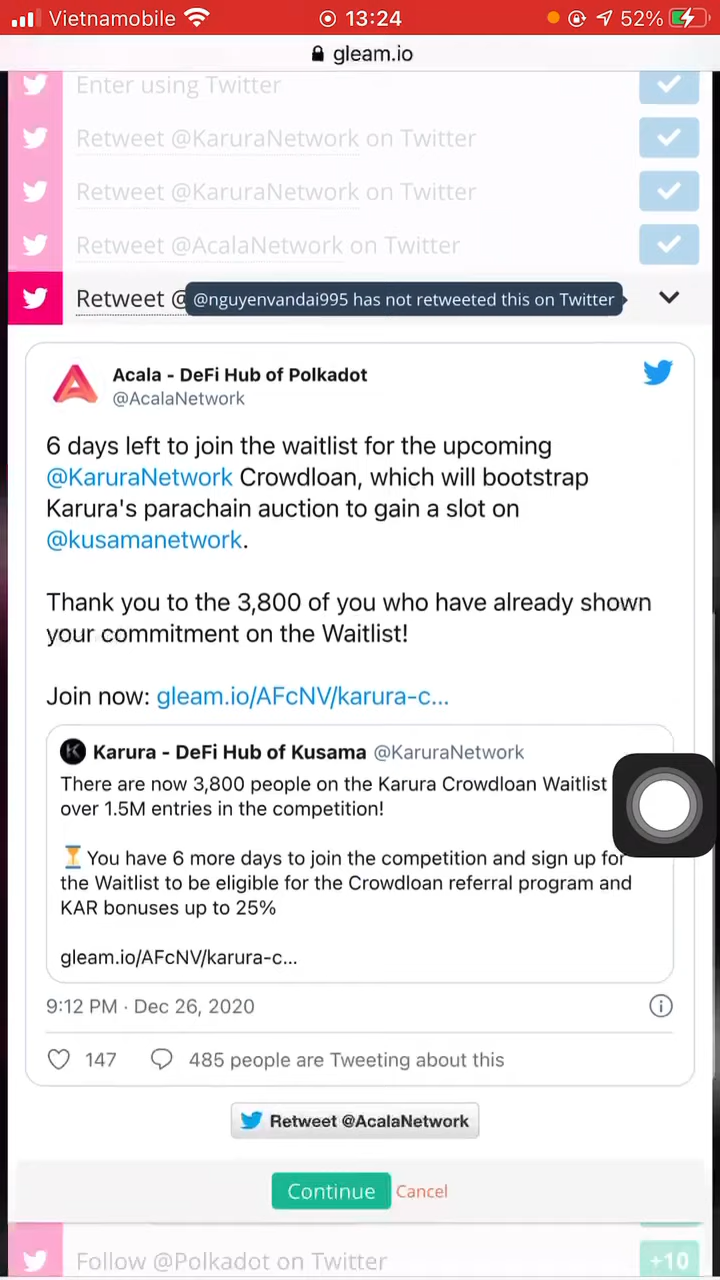 Vietnamobile 13:24 52%
gleam.io
Enter using Twitter
Retweet @KaruraNetwork on Twitter
Retweet @KaruraNetwork on Twitter
Retweet @AcalaNetwork on Twitter
Retweet @ @nguyenvandai995 has not retweeted this on Twitter
Acala - DeFi Hub of Polkadot
@AcalaNetwork
6 days left to join the waitlist for the upcoming
@KaruraNetwork Crowdloan, which will bootstrap
Karura's parachain auction to gain a slot on
@kusamanetwork.
Thank you to the 3,800 of you who have already shown
your commitment on the Waitlist!
Join now: gleam.io/AFcNV/karura-c...
Karura - DeFi Hub of Kusama @KaruraNetwork
There are now 3,800 people on the Karura Crowdloan Waitlist
over 1.5M entries in the competition!
⏳You have 6 more days to join the competition and sign up for
the Waitlist to be eligible for the Crowdloan referral program and
KAR bonuses up to 25%
gleam.io/AFcNV/karura-c...
9:12 PM · Dec 26, 2020
147 485 people are Tweeting about this
Retweet @AcalaNetwork
Continue Cancel
Follow @Polkadot on Twitter +10